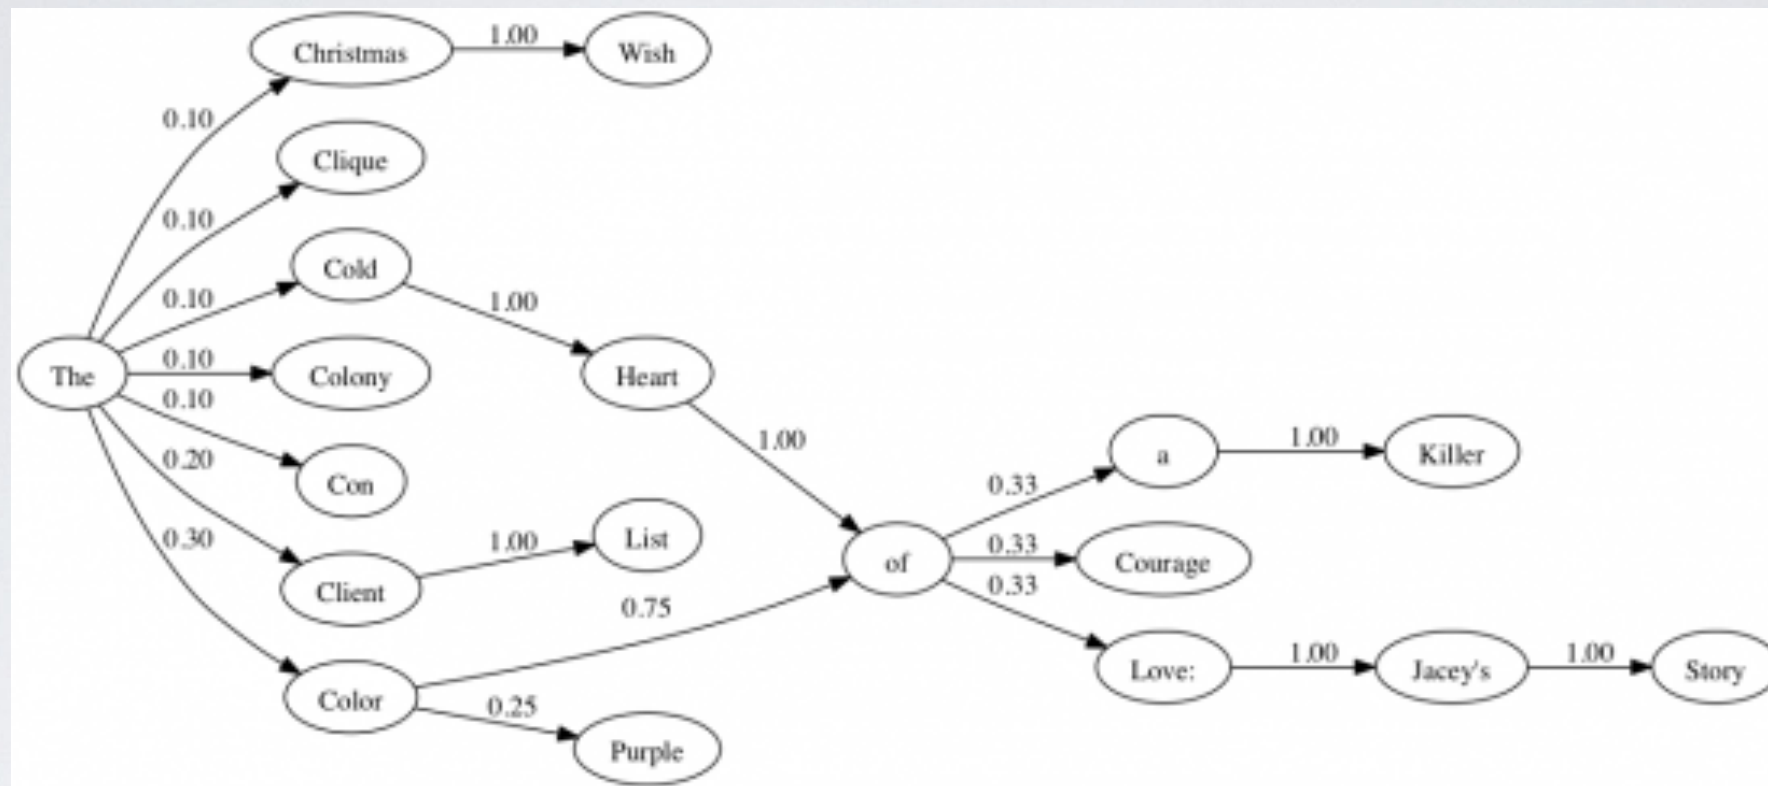 Christmas 1.00 Wish
0.10
Clique
0.10
Cold
0.10 1.00
The 0.10 Colony Heart
0.10
1.00 a 1.00 Killer
0.20 Con 0.33
0.30 1.00 List of 0.33 Courage
Client 0.33
0.75
Love: 1.00 Jacey's 1.00 Story
Color 0.25
Purple